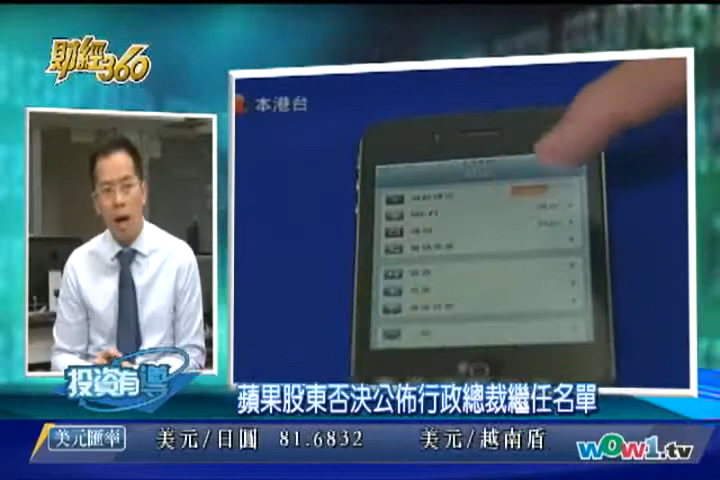 財經360
本港台
投資有導
蘋果股東否決公佈行政總裁繼任名單
美元匯率 美元/日圓 81.6832 美元/越南盾
wow1.tv